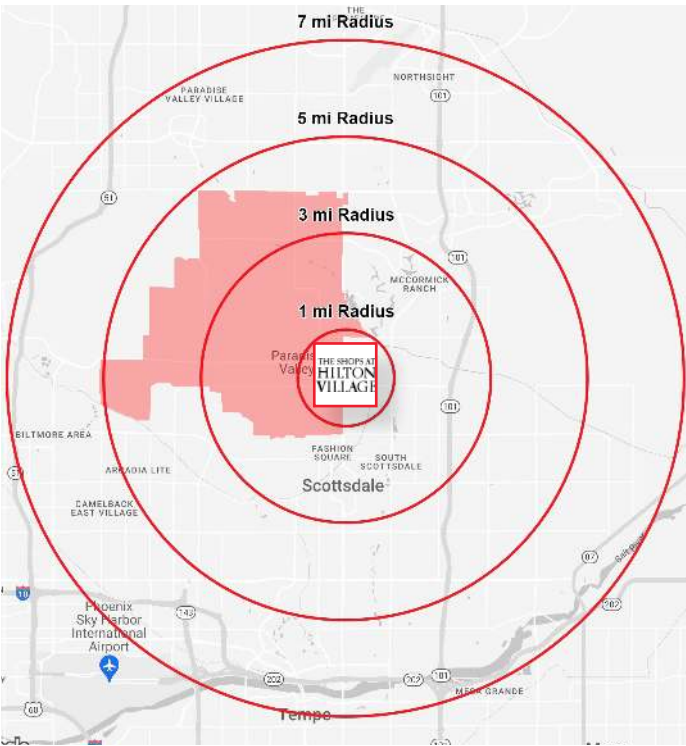 THE
7 mi Radius
NORTHSIGHT
PARADISE
VALLEY VILLAGE
101
5 mi Radius
51
3 mi Radius
101
MCCORMICK
RANCH
1 mi Radius
Valley
THE SHOPS AT
HILTON
VILLAGE
101
BILTMORE AREA
FASHION
SQUARE
SOUTH
SCOTTSDALE
ARCADIA LITE
51
Scottsdale
CAMELBACK
EAST VILLAGE
Salt River
87
10
202
Phoenix
Sky Harbor
International
Airport
143
202
202
101
MESA GRANDE
60
Tempe